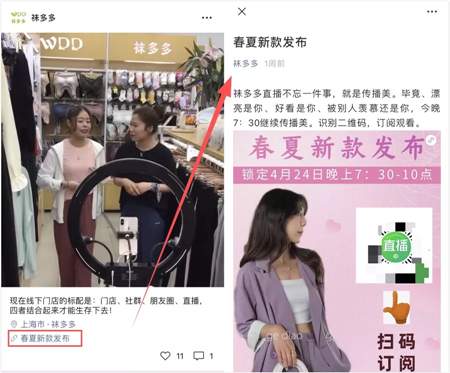 WDD
袜多多
袜多多
WDD
现在线下门店的标配是：门店、社群、朋友圈、直播，
四者结合起来才能生存下去！
上海市·袜多多
春夏新款发布
11
1
春夏新款发布
袜多多 1周前
袜多多直播不忘一件事，就是传播美。毕竟、漂
亮是你、好看是你、被别人羡慕还是你，今晚
7：30继续传播美。识别二维码，订阅观看。
春夏新款发布
锁定4月24日晚上7：30-10点
直播
扫码
订阅